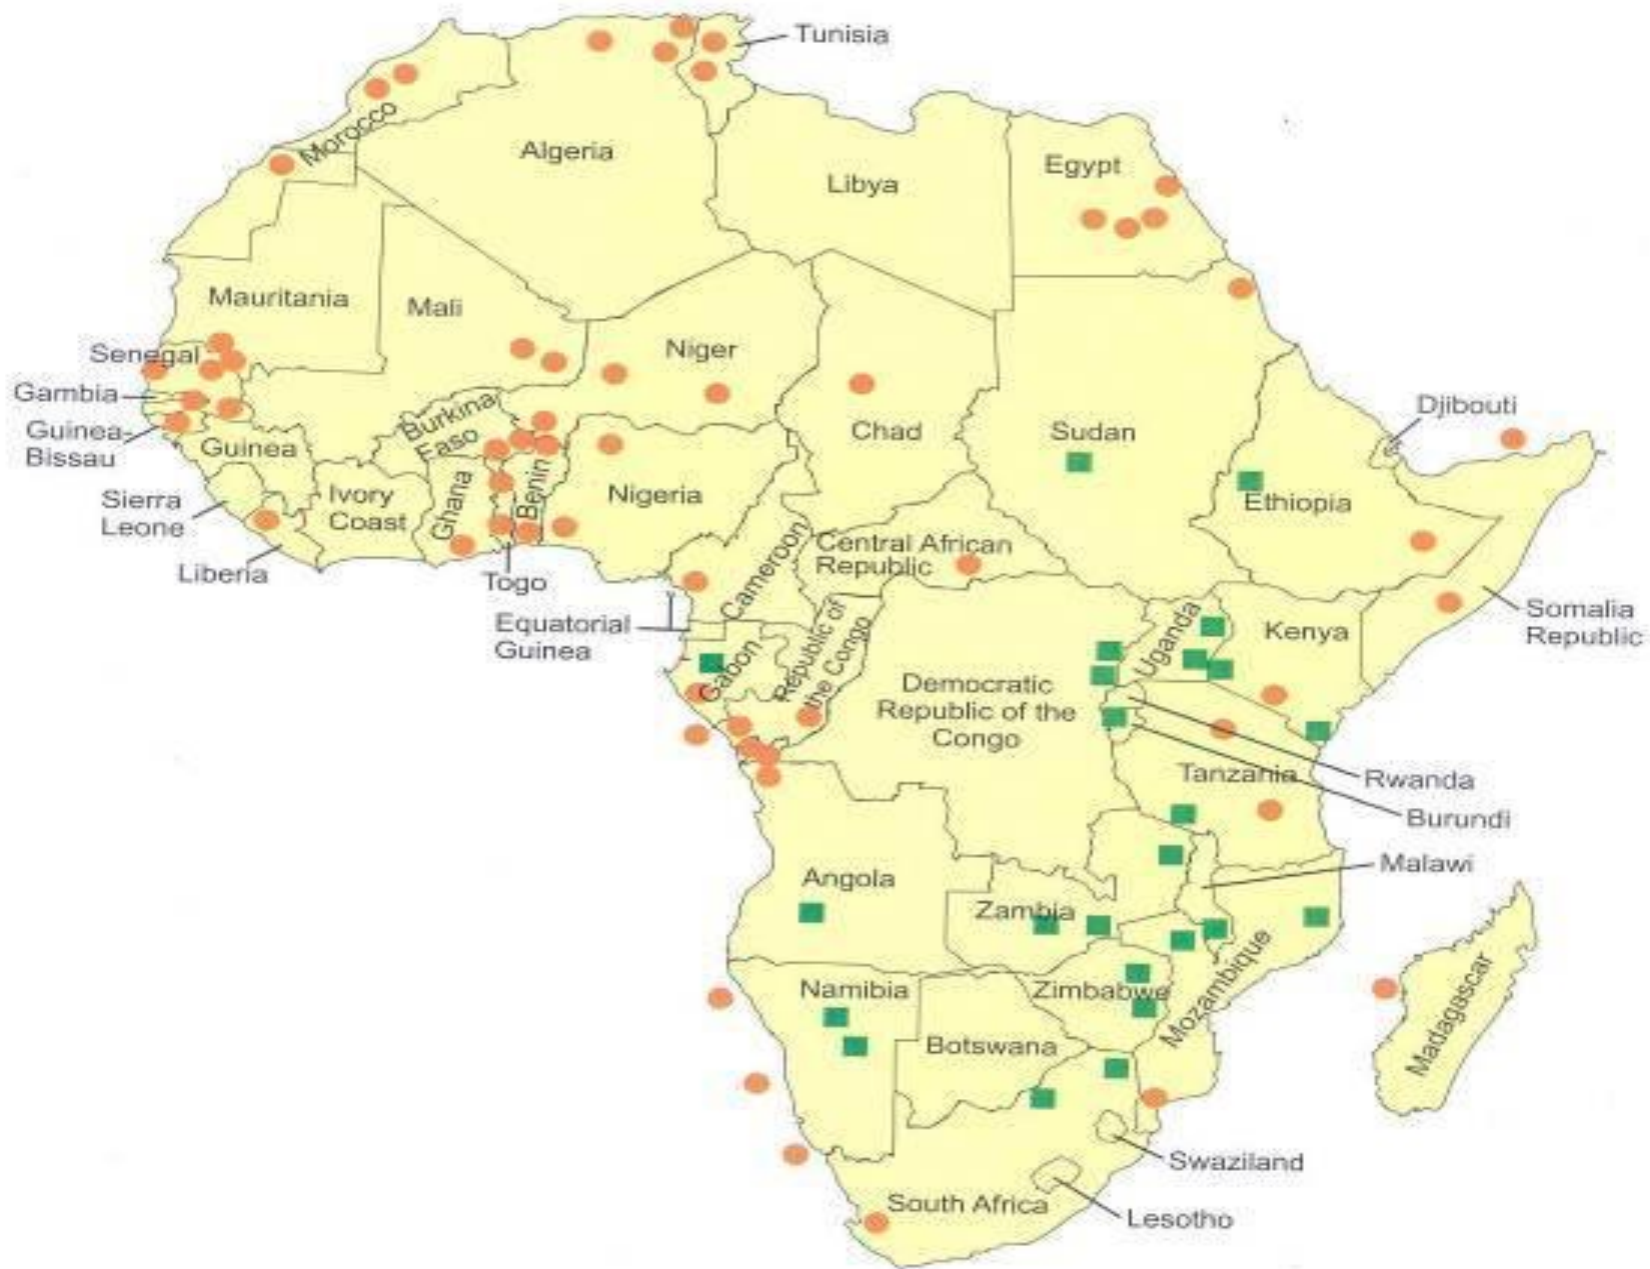 Tunisia
Morocco
Algeria
Libya
Egypt
Mauritania
Mali
Niger
Senegal
Gambia
Guinea-
Bissau
Guinea
Burkina
Faso
Chad
Sudan
Djibouti
Sierra
Leone
Ivory
Coast
Ghana
Benin
Nigeria
Ethiopia
Liberia
Togo
Cameroon
Central African
Republic
Equatorial
Guinea
Gabon
Republic of
the Congo
Uganda
Kenya
Somalia
Republic
Democratic
Republic of the
Congo
Tanzania
Rwanda
Burundi
Malawi
Angola
Zambia
Namibia
Zimbabwe
Mozambique
Madagascar
Botswana
Swaziland
South Africa
Lesotho